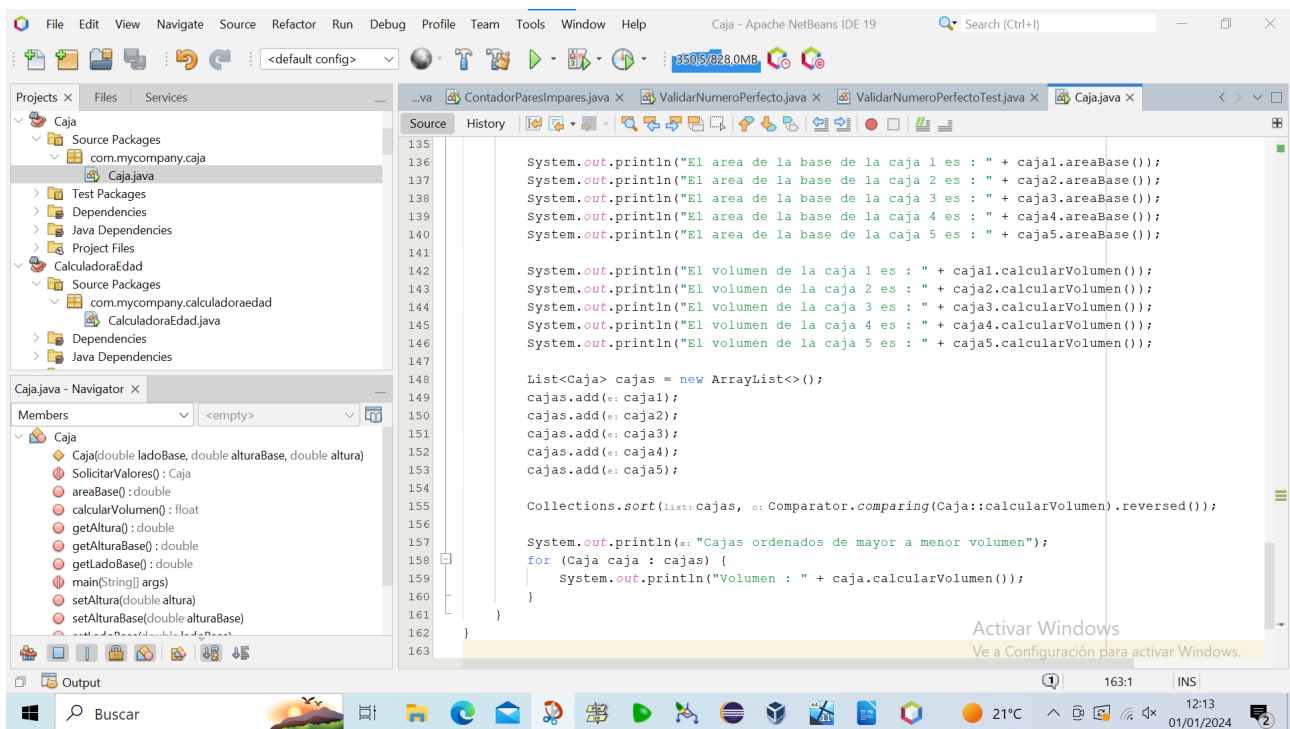 File Edit View Navigate Source Refactor Run Debug Profile Team Tools Window Help Caja - Apache NetBeans IDE 19 Search (Ctrl+I)
<default config> 350,5/828,0MB
Projects Files Services
Caja
Source Packages
com.mycompany.caja
Caja.java
Test Packages
Dependencies
Java Dependencies
Project Files
CalculadoraEdad
Source Packages
com.mycompany.calculadoraedad
CalculadoraEdad.java
Dependencies
Java Dependencies
Caja.java - Navigator
Members <empty>
Caja
Caja(double ladoBase, double alturaBase, double altura)
SolicitarValores() : Caja
areaBase() : double
calcularVolumen() : float
getAltura() : double
getAlturaBase() : double
getLadoBase() : double
main(String[] args)
setAltura(double altura)
setAlturaBase(double alturaBase)
...va ContadorParesImpares.java ValidarNumeroPerfecto.java ValidarNumeroPerfectoTest.java Caja.java
Source History
135
136 System.out.println("El area de la base de la caja 1 es : " + caja1.areaBase());
137 System.out.println("El area de la base de la caja 2 es : " + caja2.areaBase());
138 System.out.println("El area de la base de la caja 3 es : " + caja3.areaBase());
139 System.out.println("El area de la base de la caja 4 es : " + caja4.areaBase());
140 System.out.println("El area de la base de la caja 5 es : " + caja5.areaBase());
141
142 System.out.println("El volumen de la caja 1 es : " + caja1.calcularVolumen());
143 System.out.println("El volumen de la caja 2 es : " + caja2.calcularVolumen());
144 System.out.println("El volumen de la caja 3 es : " + caja3.calcularVolumen());
145 System.out.println("El volumen de la caja 4 es : " + caja4.calcularVolumen());
146 System.out.println("El volumen de la caja 5 es : " + caja5.calcularVolumen());
147
148 List<Caja> cajas = new ArrayList<>();
149 cajas.add(e: caja1);
150 cajas.add(e: caja2);
151 cajas.add(e: caja3);
152 cajas.add(e: caja4);
153 cajas.add(e: caja5);
154
155 Collections.sort(list: cajas, c: Comparator.comparing(Caja::calcularVolumen).reversed());
156
157 System.out.println(x: "Cajas ordenados de mayor a menor volumen");
158 for (Caja caja : cajas) {
159 System.out.println("Volumen : " + caja.calcularVolumen());
160 }
161 }
162 }
163
Activar Windows
Ve a Configuración para activar Windows.
Output 1 163:1 INS
Buscar 21°C 12:13
01/01/2024 2